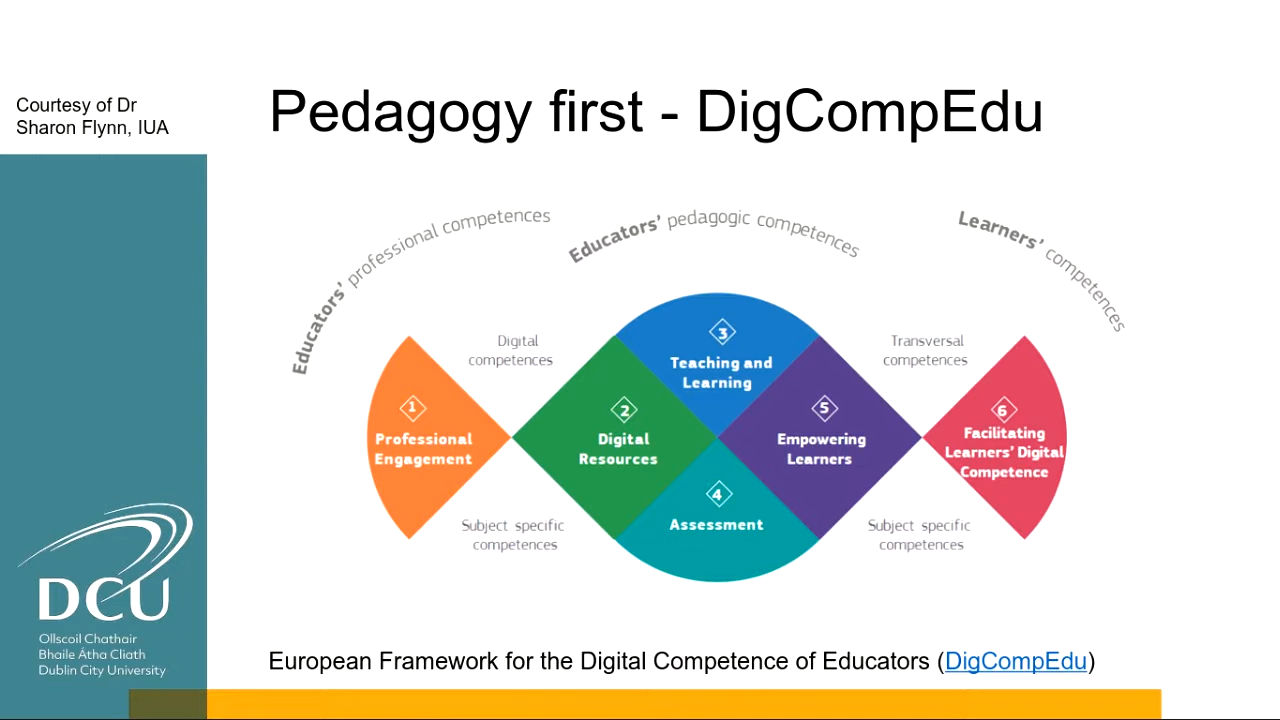 Courtesy of Dr
Sharon Flynn, IUA
Pedagogy first - DigCompEdu
Educators' professional competences
Educators' pedagogic competences
Learners' competences
Digital
competences
Transversal
competences
1
Professional
Engagement
2
Digital
Resources
3
Teaching and
Learning
4
Assessment
5
Empowering
Learners
6
Facilitating
Learners' Digital
Competence
Subject specific
competences
Subject specific
competences
DCU
Ollscoil Chathair
Bhaile Átha Cliath
Dublin City University
European Framework for the Digital Competence of Educators (DigCompEdu)